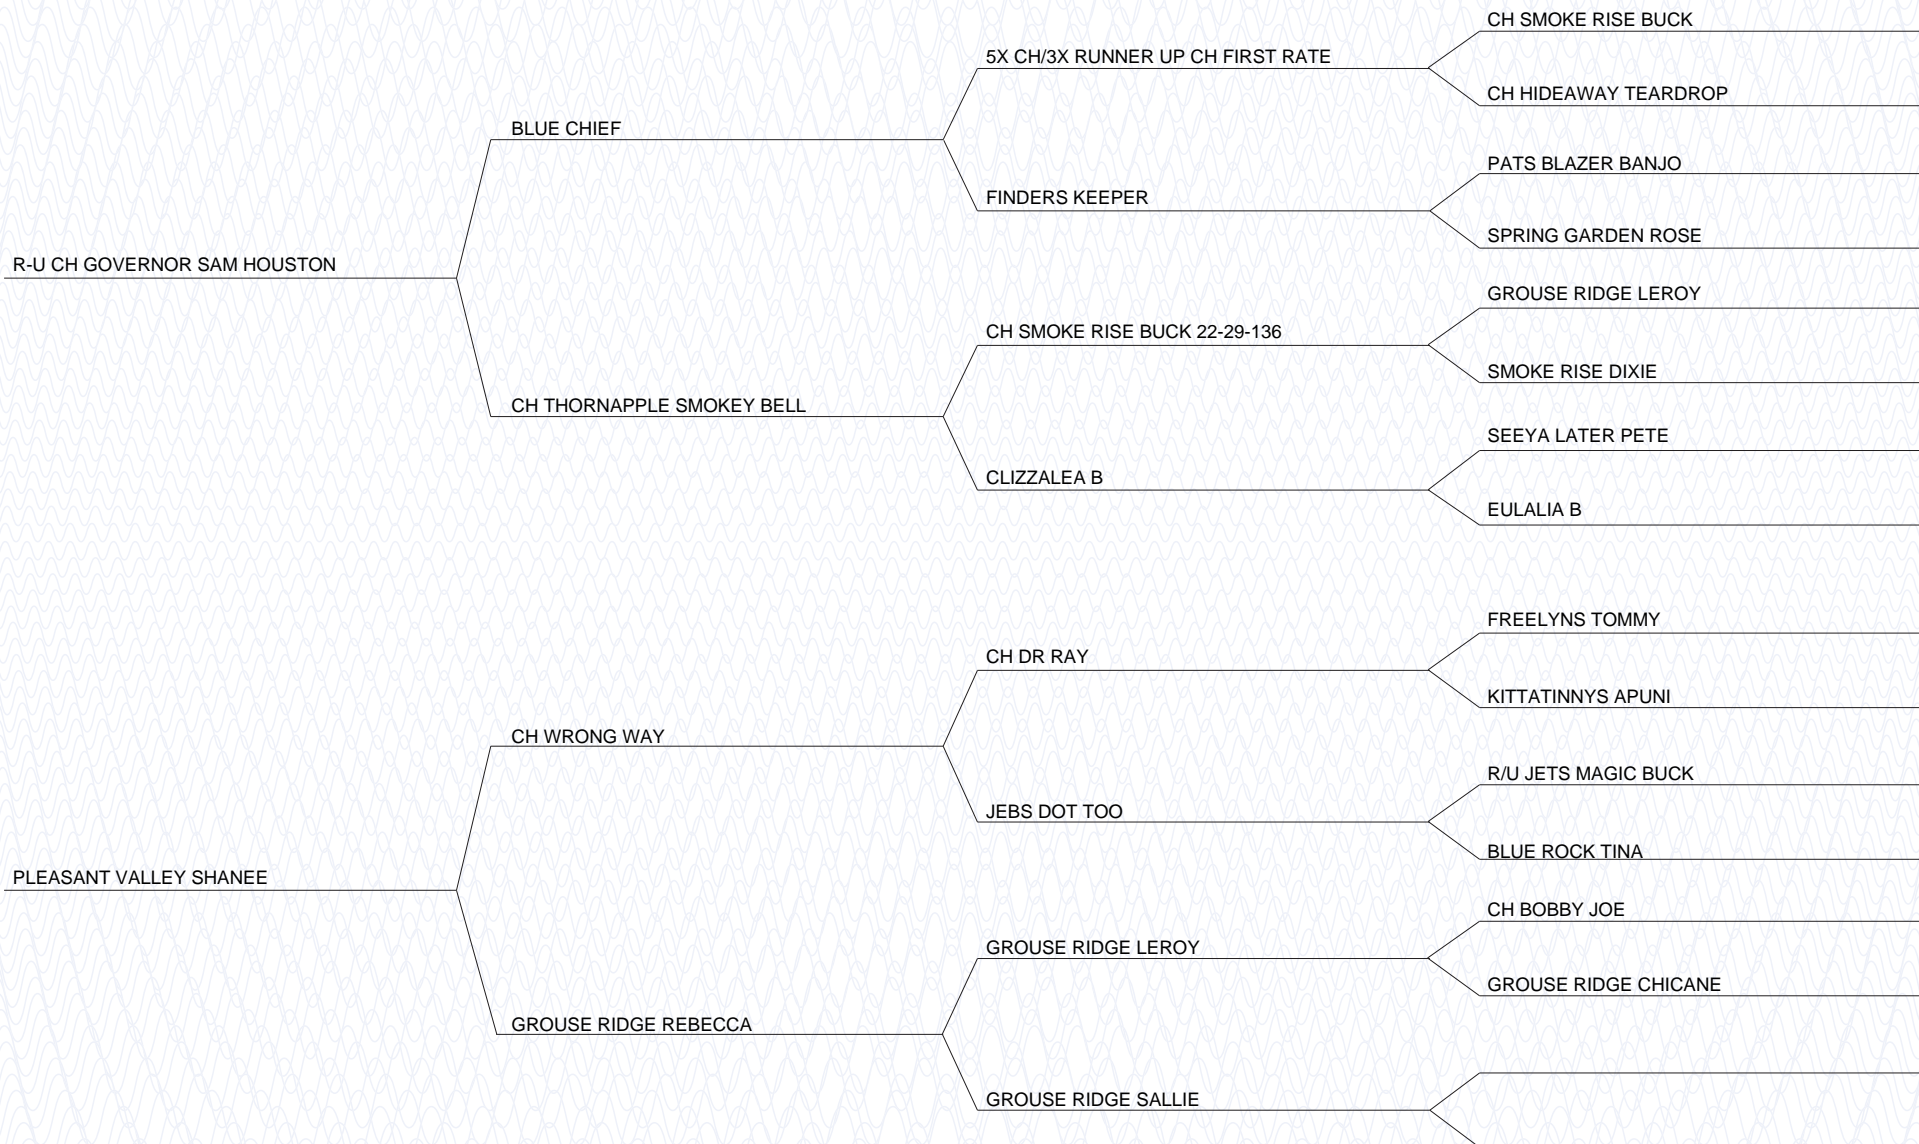 CH SMOKE RISE BUCK
5X CH/3X RUNNER UP CH FIRST RATE
CH HIDEAWAY TEARDROP
BLUE CHIEF
PATS BLAZER BANJO
FINDERS KEEPER
SPRING GARDEN ROSE
R-U CH GOVERNOR SAM HOUSTON
GROUSE RIDGE LEROY
CH SMOKE RISE BUCK 22-29-136
SMOKE RISE DIXIE
CH THORNAPPLE SMOKEY BELL
SEEYA LATER PETE
CLIZZALEA B
EULALIA B
FREELYNS TOMMY
CH DR RAY
KITTATINNYS APUNI
CH WRONG WAY
R/U JETS MAGIC BUCK
JEBS DOT TOO
BLUE ROCK TINA
PLEASANT VALLEY SHANEE
CH BOBBY JOE
GROUSE RIDGE LEROY
GROUSE RIDGE CHICANE
GROUSE RIDGE REBECCA
GROUSE RIDGE SALLIE